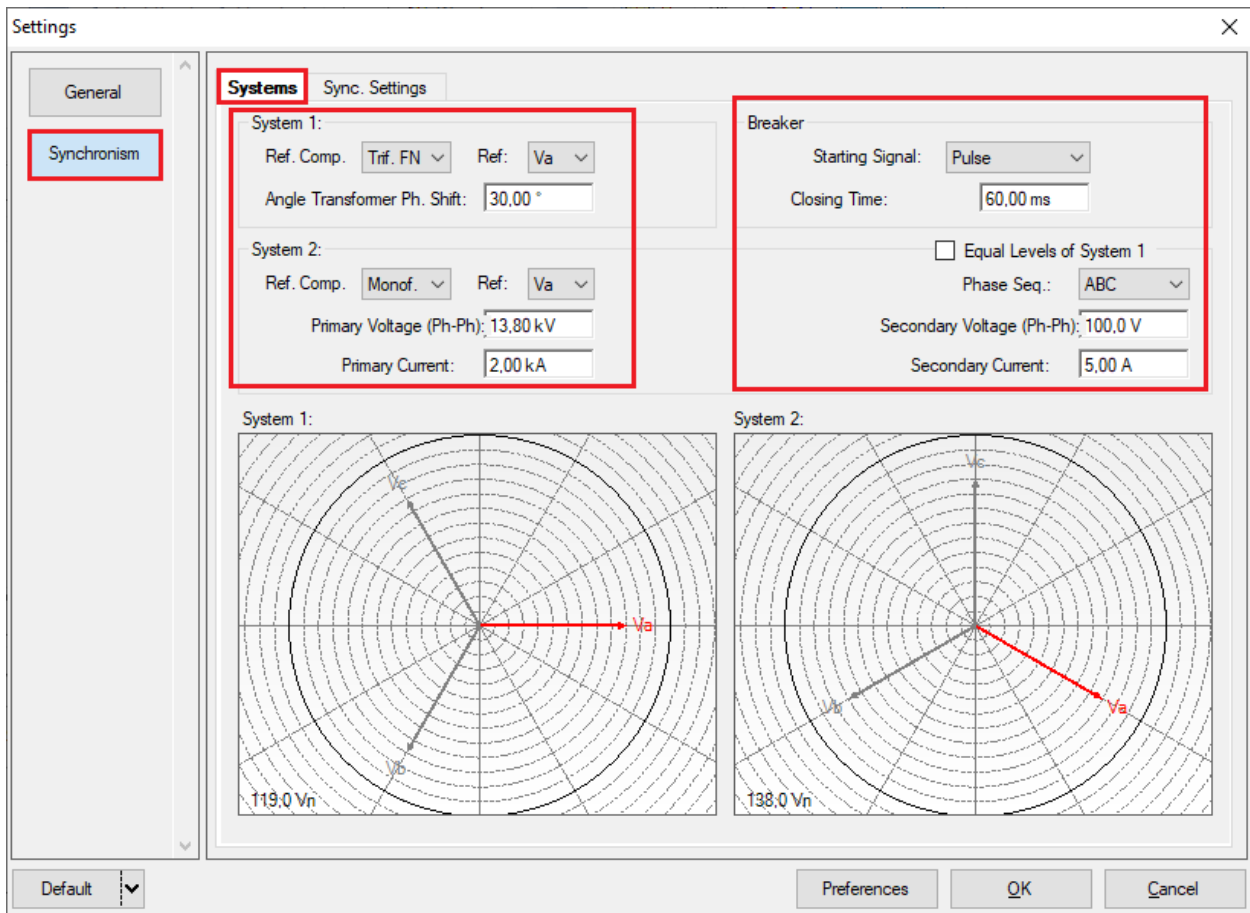 Settings
General
Synchronism
Systems
Sync. Settings
System 1:
Ref. Comp. Trif. FN Ref: Va
Angle Transformer Ph. Shift: 30,00 °
Breaker
Starting Signal: Pulse
Closing Time: 60,00 ms
System 2:
Equal Levels of System 1
Ref. Comp. Monof. Ref: Va
Phase Seq.: ABC
Primary Voltage (Ph-Ph): 13,80 kV
Secondary Voltage (Ph-Ph): 100,0 V
Primary Current: 2,00 kA
Secondary Current: 5,00 A
System 1:
Vc
Va
Vb
119,0 Vn
System 2:
Vc
Vb
Va
138,0 Vn
Default
Preferences
OK
Cancel